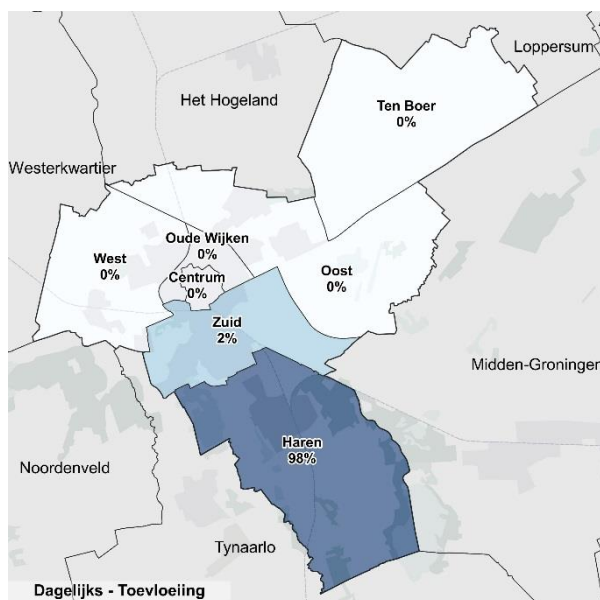 Loppersum
Het Hogeland
Ten Boer
0%
Westerkwartier
Oude Wijken
0%
West
0%
Centrum
0%
Oost
0%
Zuid
2%
Midden-Groningen
Haren
98%
Noordenveld
Tynaarlo
Dagelijks - Toevloeiing